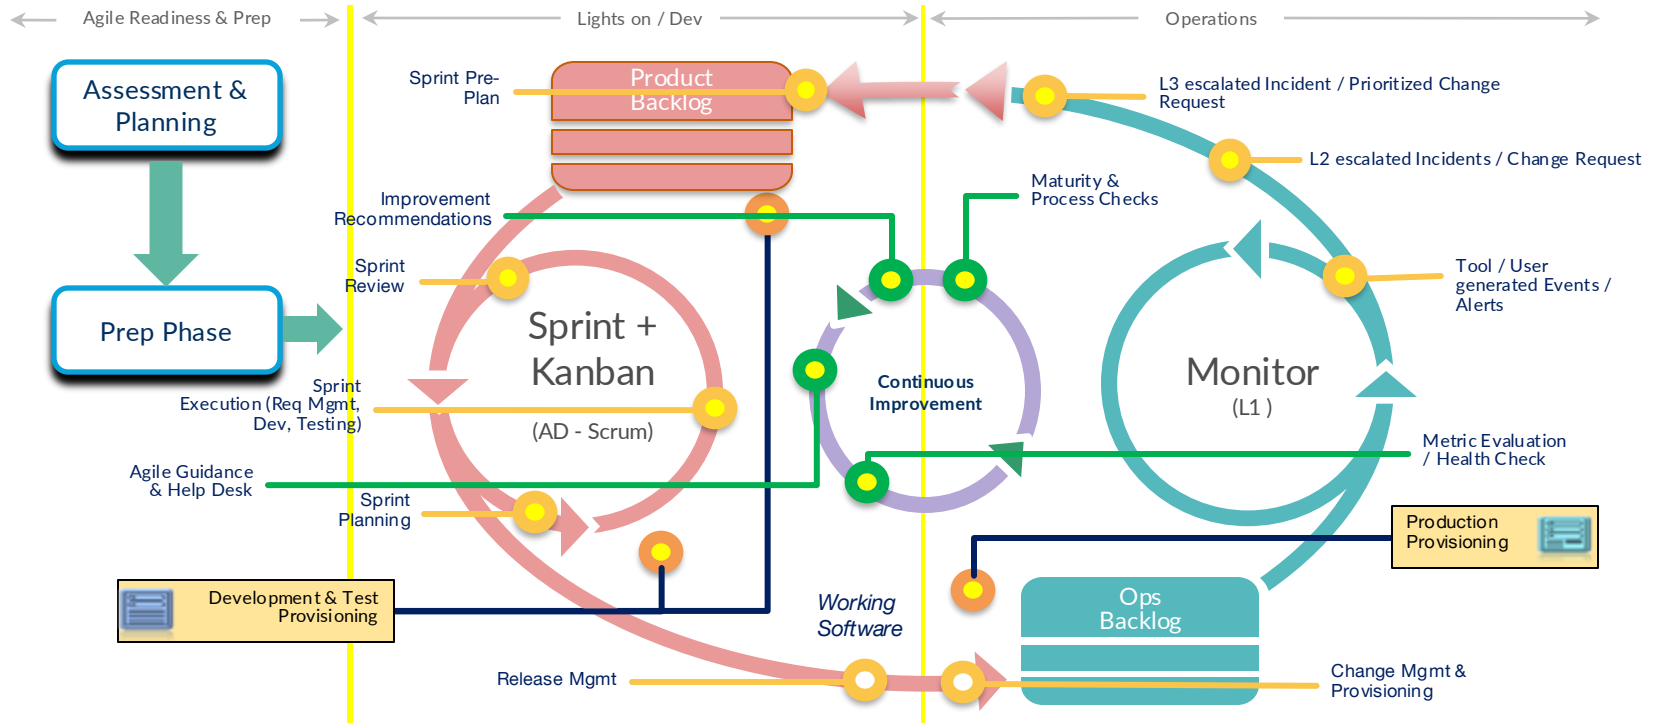 Agile Readiness & Prep
Lights on / Dev
Operations
Assessment &
Planning
Prep Phase
Sprint Pre-
Plan
Product
Backlog
L3 escalated Incident / Prioritized Change
Request
L2 escalated Incidents / Change Request
Improvement
Recommendations
Maturity &
Process Checks
Sprint
Review
Tool / User
generated Events /
Alerts
Sprint +
Kanban
(AD - Scrum)
Continuous
Improvement
Monitor
(L1 )
Sprint
Execution (Req Mgmt,
Dev, Testing)
Metric Evaluation
/ Health Check
Agile Guidance
& Help Desk
Sprint
Planning
Production
Provisioning
Development & Test
Provisioning
Working
Software
Ops
Backlog
Release Mgmt
Change Mgmt &
Provisioning